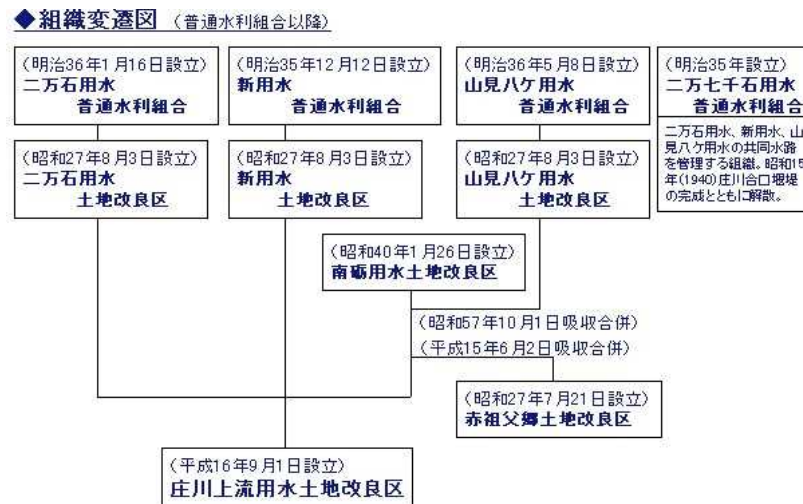 ◆組織変遷図 （普通水利組合以降）
（明治36年1月16日設立）
二万石用水
普通水利組合
（明治35年12月12日設立）
新用水
普通水利組合
（明治36年5月8日設立）
山見八ケ用水
普通水利組合
（明治35年設立）
二万七千石用水
普通水利組合
二万石用水、新用水、山
見八ケ用水の共同水路
を管理する組織。昭和15
年(1940)庄川合口堰堤
の完成とともに解散。
（昭和27年8月3日設立）
二万石用水
土地改良区
（昭和27年8月3日設立）
新用水
土地改良区
（昭和27年8月3日設立）
山見八ケ用水
土地改良区
（昭和40年1月26日設立）
南砺用水土地改良区
（昭和57年10月1日吸収合併）
（平成15年6月2日吸収合併）
（昭和27年7月21日設立）
赤祖父郷土地改良区
（平成16年9月1日設立）
庄川上流用水土地改良区